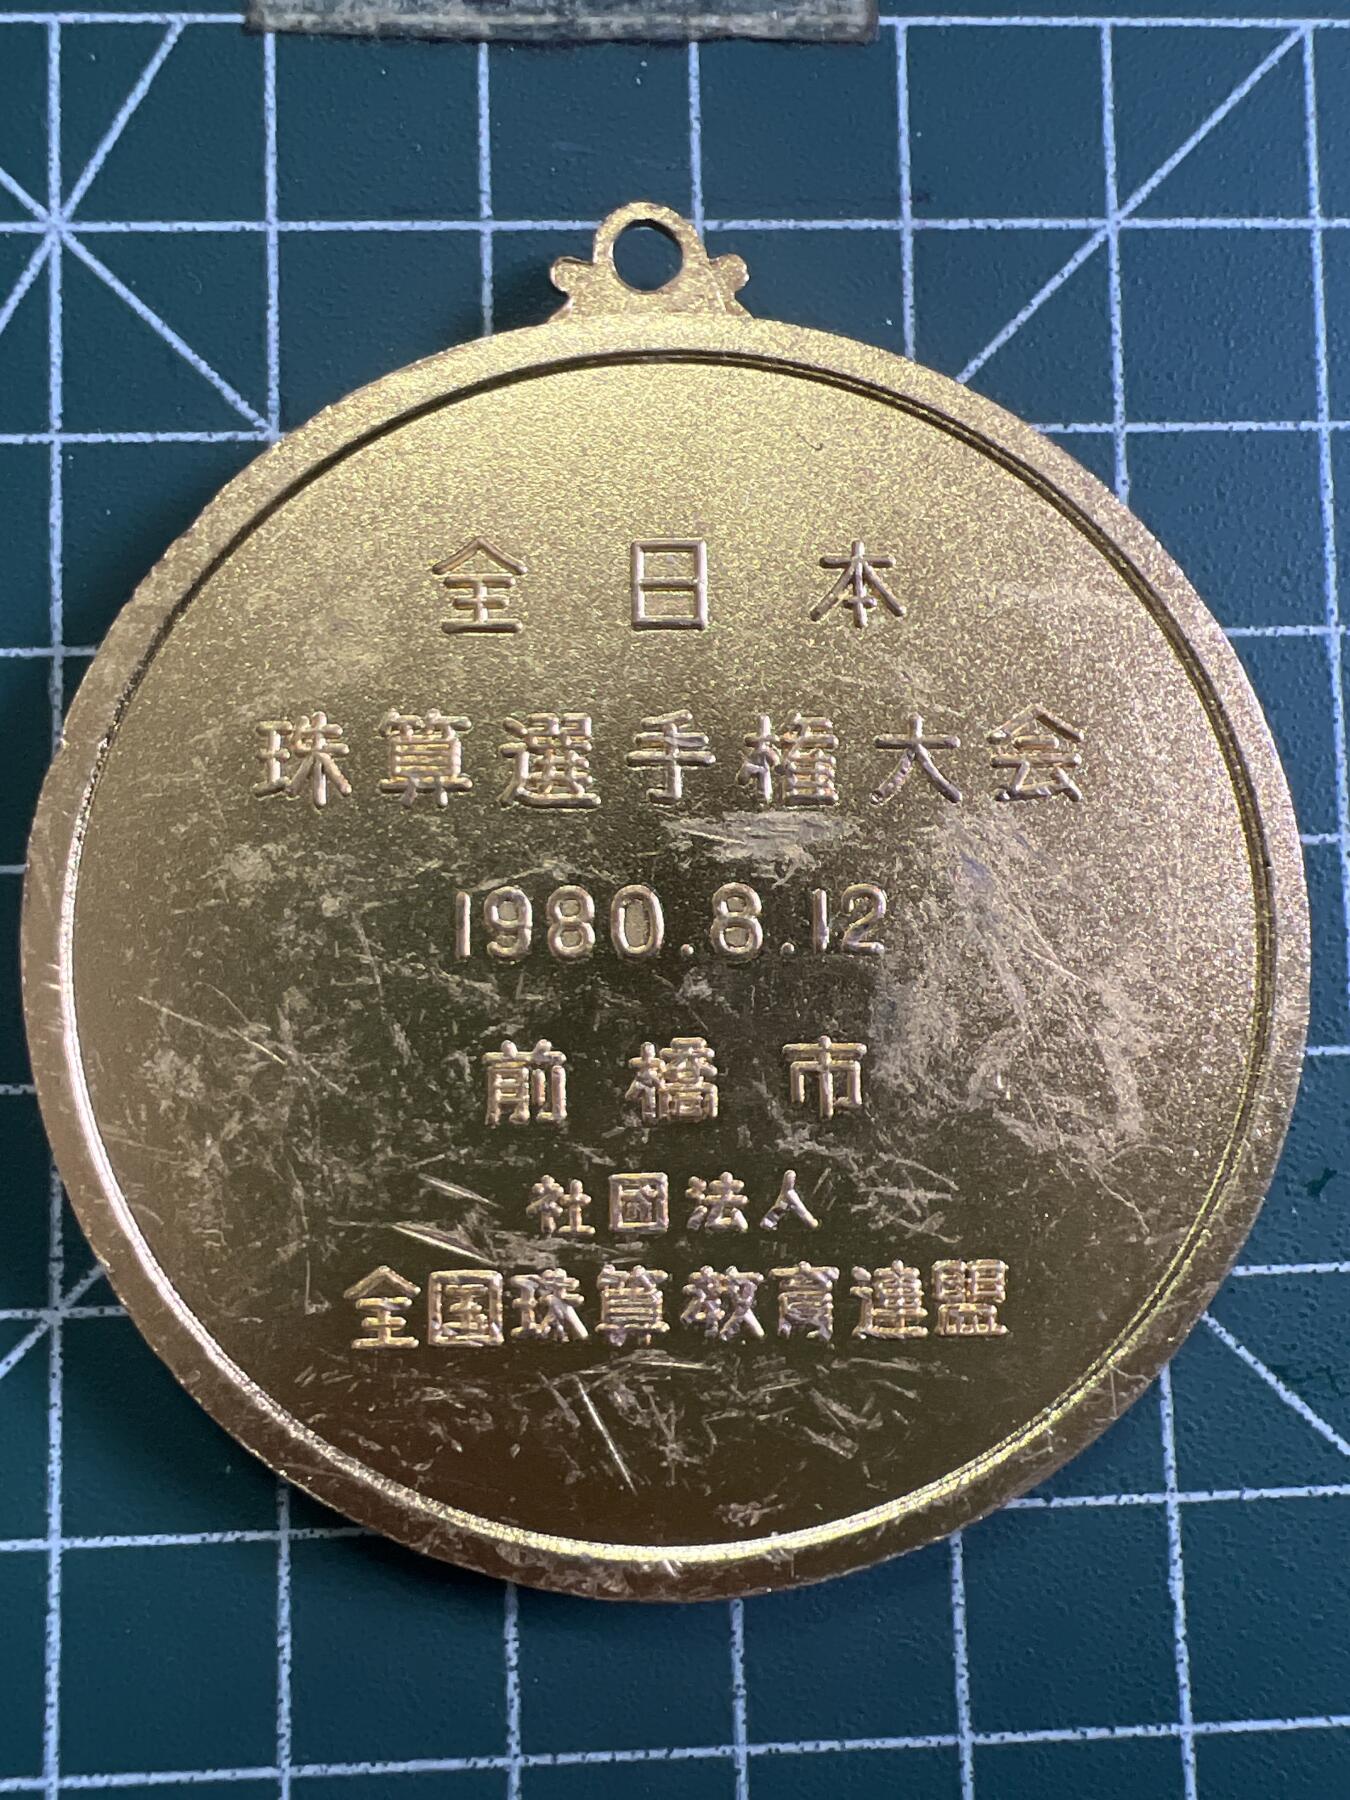 全日本
珠算選手権大会
1980.8.12
前橋市
社団法人
全国珠算教育連盟